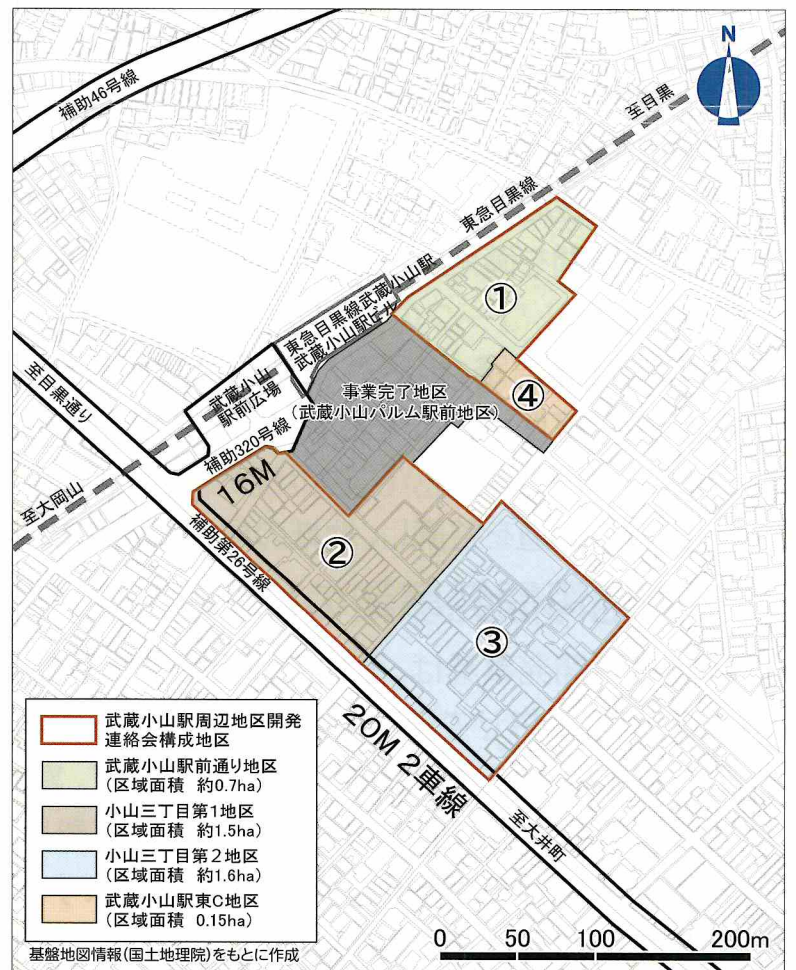 N
補助46号線
至目黒
東急目黒線
①
東急目黒線武蔵小山駅
武蔵小山駅ビル
至目黒通り
武蔵小山
駅前広場
事業完了地区
(武蔵小山パルム駅前地区)
④
補助320号線
16M
至大岡山
補助第26号線
②
③
20M 2車線
至大井町
武蔵小山駅周辺地区開発
連絡会構成地区
武蔵小山駅前通り地区
(区域面積 約0.7ha)
小山三丁目第1地区
(区域面積 約1.5ha)
小山三丁目第2地区
(区域面積 約1.6ha)
武蔵小山駅東C地区
(区域面積 0.15ha)
基盤地図情報(国土地理院)をもとに作成
0 50 100 200m